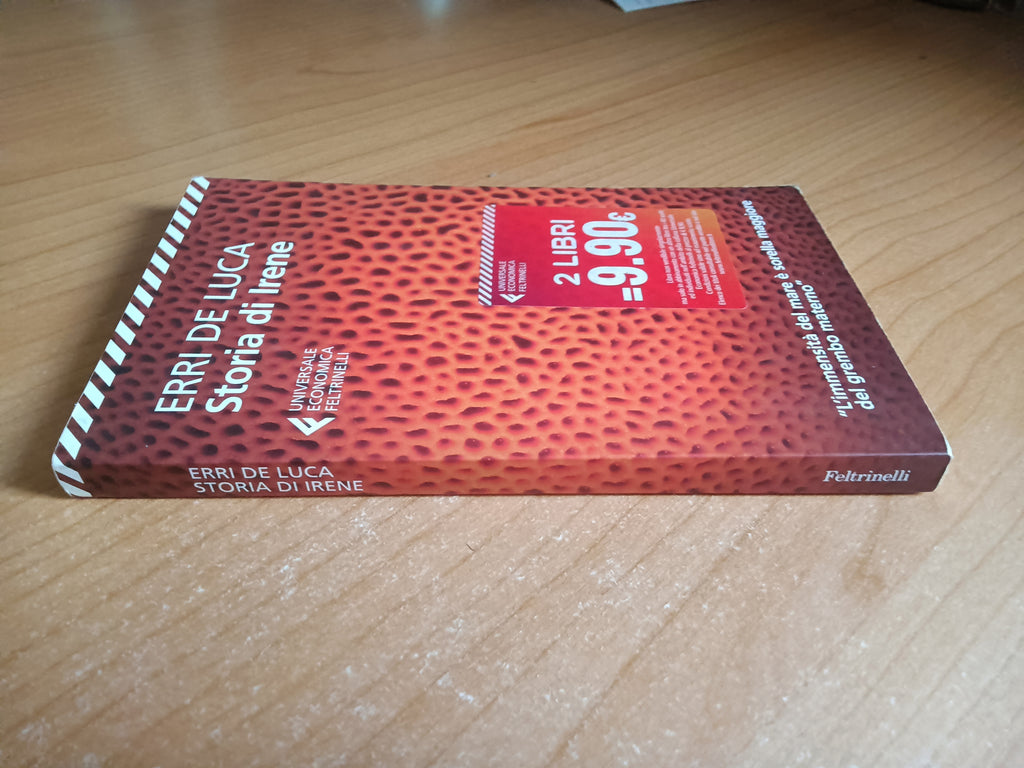 ERRI DE LUCA
Storia di Irene
UNIVERSALE
ECONOMICA
FELTRINELLI
UNIVERSALE
ECONOMICA
FELTRINELLI
2 LIBRI
=9.90€
"L'immensità del mare è sorella maggiore
del grembo materno"
ERRI DE LUCA
STORIA DI IRENE
Feltrinelli